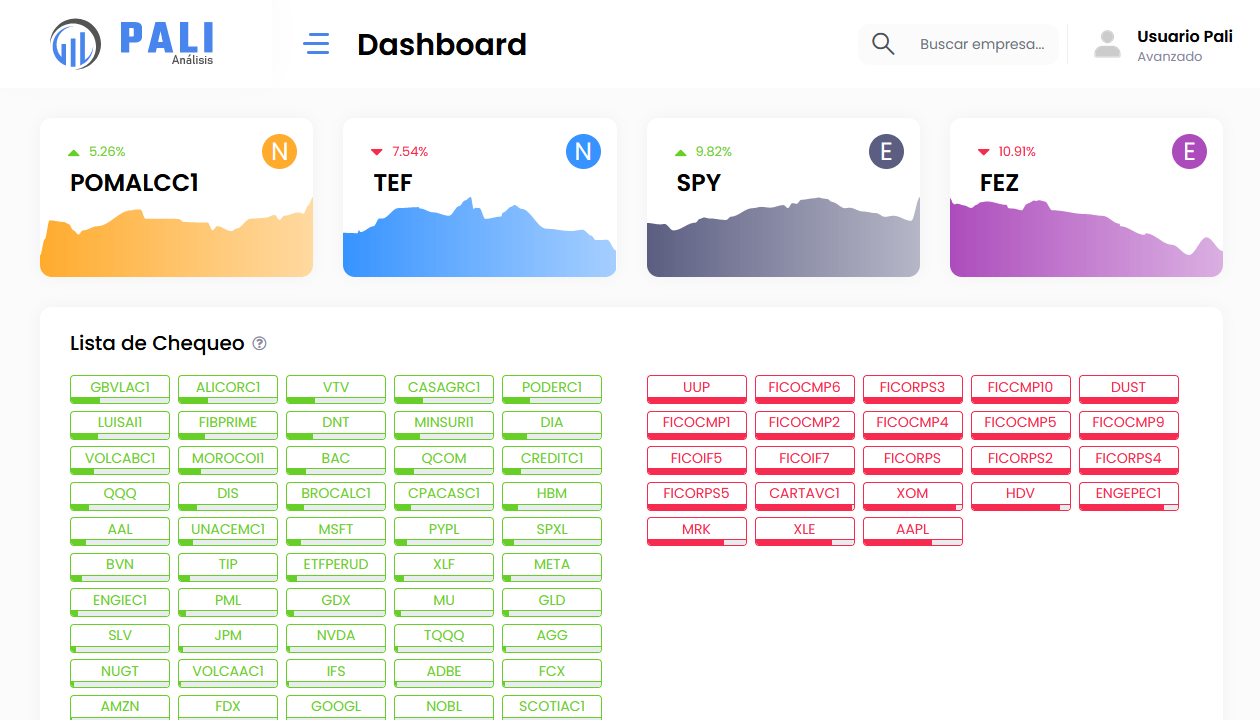 PALI
Análisis
Dashboard
Buscar empresa...
Usuario Pali
Avanzado
5.26%
N
POMALCC1
7.54%
N
TEF
9.82%
E
SPY
10.91%
E
FEZ
Lista de Chequeo ?
GBVLAC1 ALICORC1 VTV CASAGRC1 PODERC1
LUISAI1 FIBPRIME DNT MINSURI1 DIA
VOLCABC1 MOROCOI1 BAC QCOM CREDITC1
QQQ DIS BROCALC1 CPACASC1 HBM
AAL UNACEMC1 MSFT PYPL SPXL
BVN TIP ETFPERUD XLF META
ENGIEC1 PML GDX MU GLD
SLV JPM NVDA TQQQ AGG
NUGT VOLCAAC1 IFS ADBE FCX
AMZN FDX GOOGL NOBL SCOTIAC1
UUP FICOCMP6 FICORPS3 FICCMP10 DUST
FICOCMP1 FICOCMP2 FICOCMP4 FICOCMP5 FICOCMP9
FICOIF5 FICOIF7 FICORPS FICORPS2 FICORPS4
FICORPS5 CARTAVC1 XOM HDV ENGEPEC1
MRK XLE AAPL